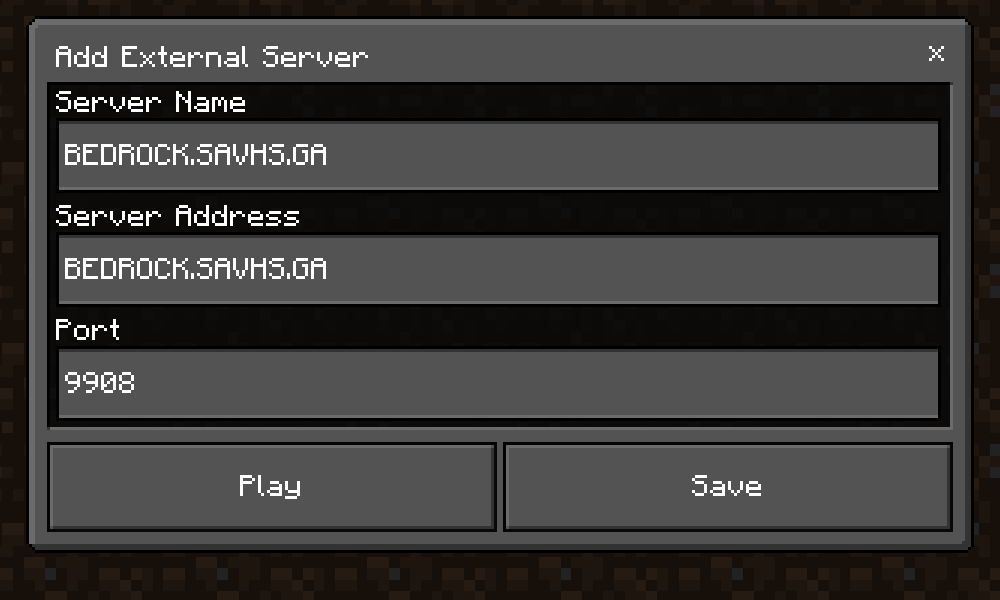 Add External Server
×
Server Name
BEDROCK.SAVHS.GA
Server Address
BEDROCK.SAVHS.GA
Port
9908
Play
Save